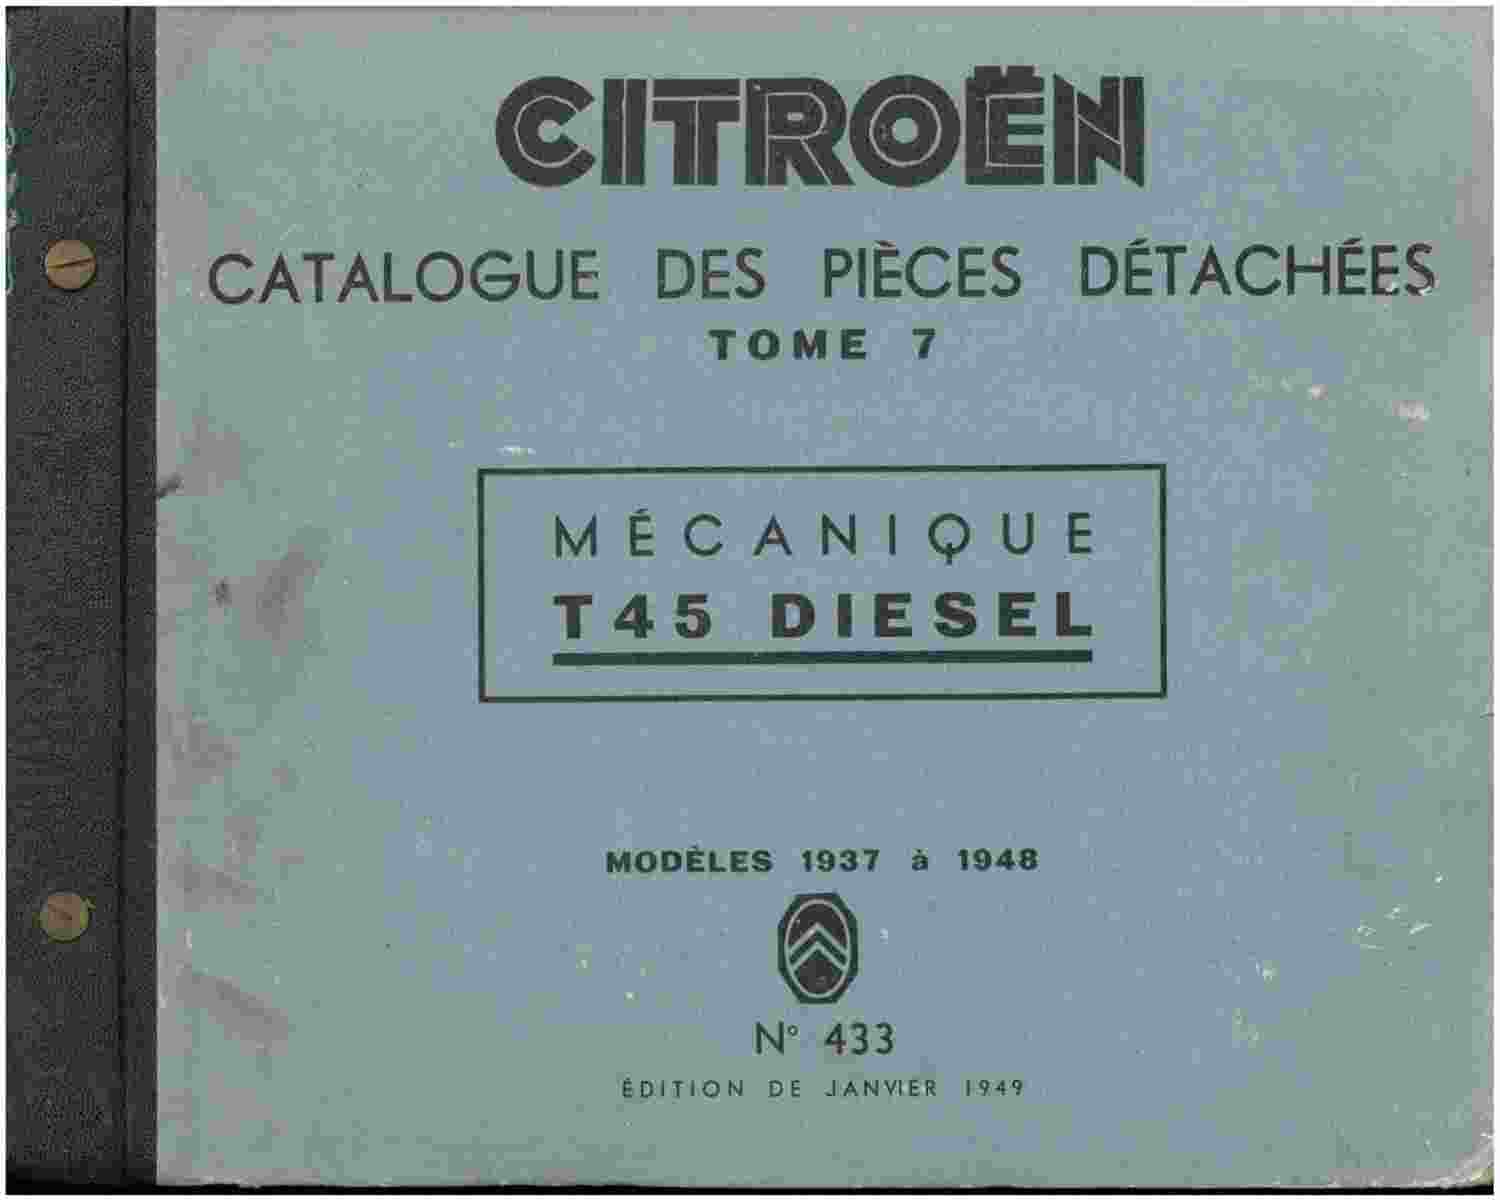 CITROËN
CATALOGUE DES PIÈCES DÉTACHÉES
TOME 7
MÉCANIQUE
T45 DIESEL
MODÈLES 1937 à 1948
N° 433
ÉDITION DE JANVIER 1949